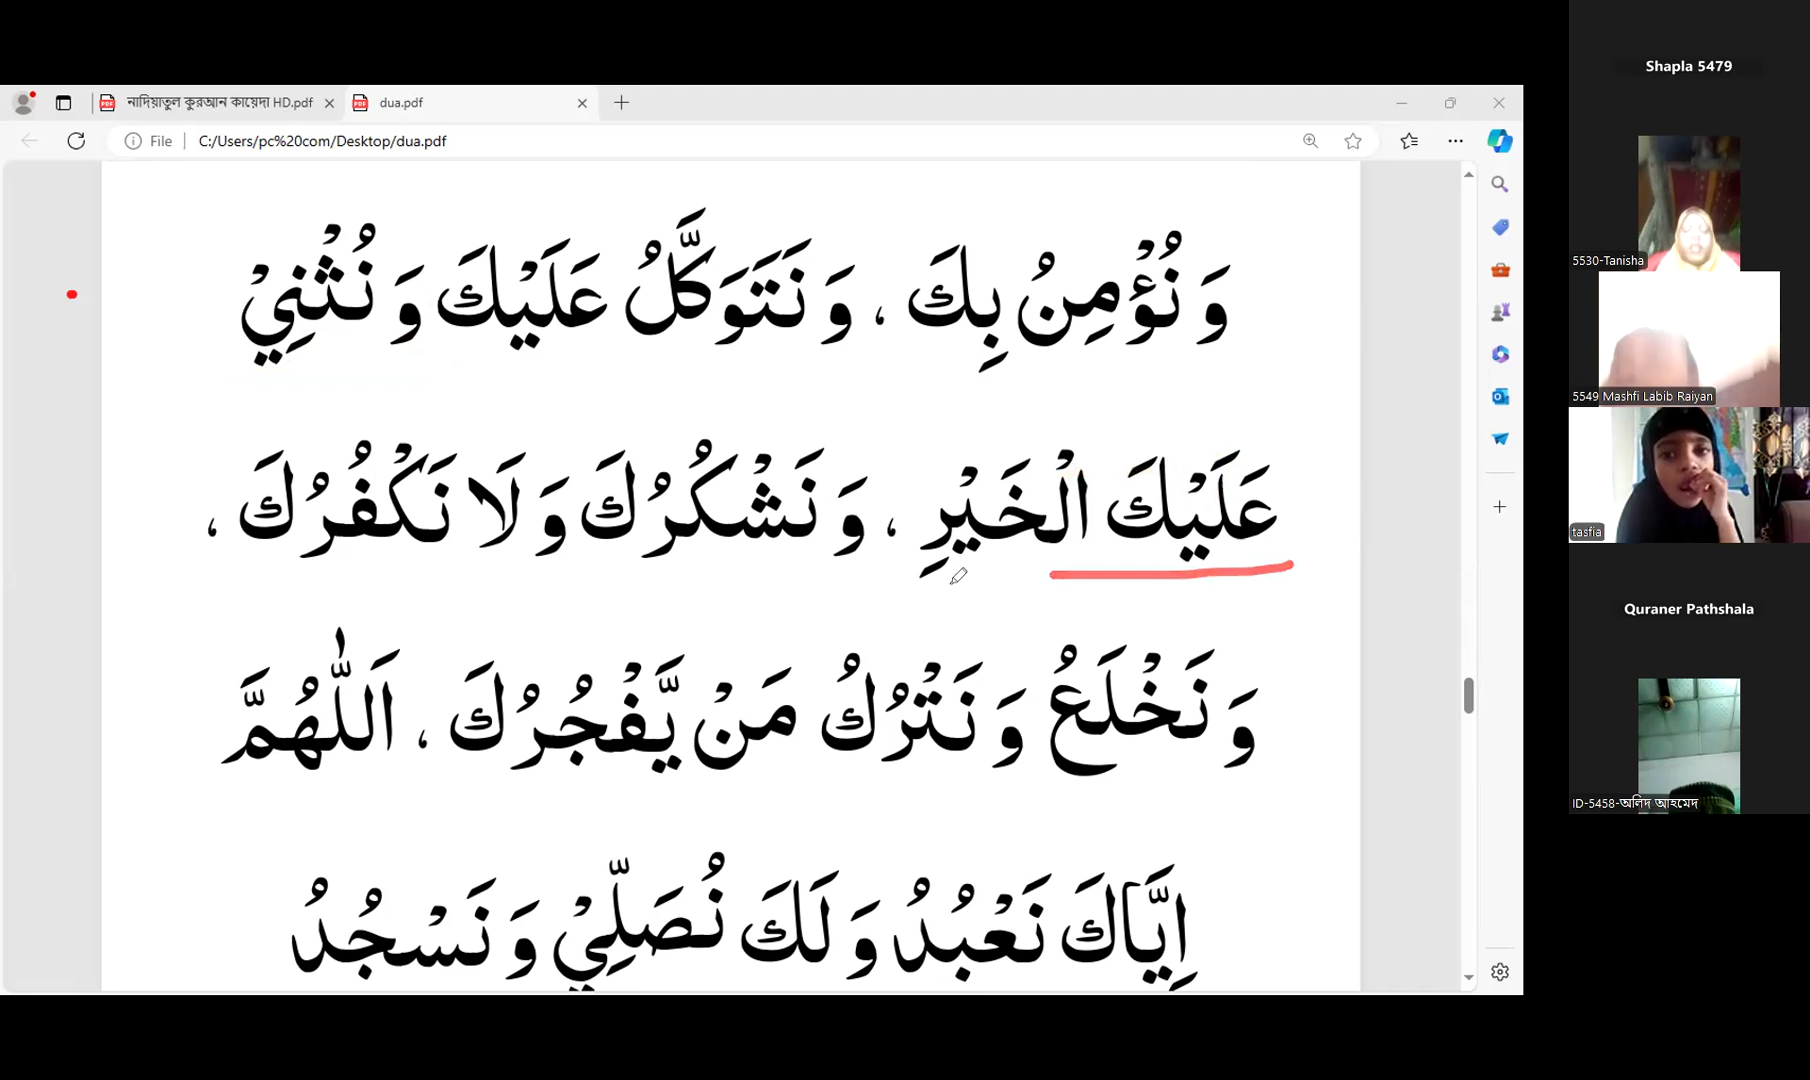 Shapla 5479
নাদিয়াতুল কুরআন কায়েদা HD.pdf
dua.pdf
File
C:/Users/pc%20com/Desktop/dua.pdf
وَ نُؤْمِنُ بِكَ ، وَ نَتَوَكَّلُ عَلَيْكَ وَ نُثْنِيْ
عَلَيْكَ الْخَيْرِ ، وَ نَشْكُرُكَ وَ لَا نَكْفُرُكَ ،
وَ نَخْلَعُ وَ نَتْرُكُ مَنْ يَّفْجُرُكَ ، اَللّٰهُمَّ
اِيَّاكَ نَعْبُدُ وَ لَكَ نُصَلِّيْ وَ نَسْجُدُ
5530-Tanisha
5549 Mashfi Labib Raiyan
tasfia
Quraner Pathshala
ID-5458-অলিদ আহমেদ